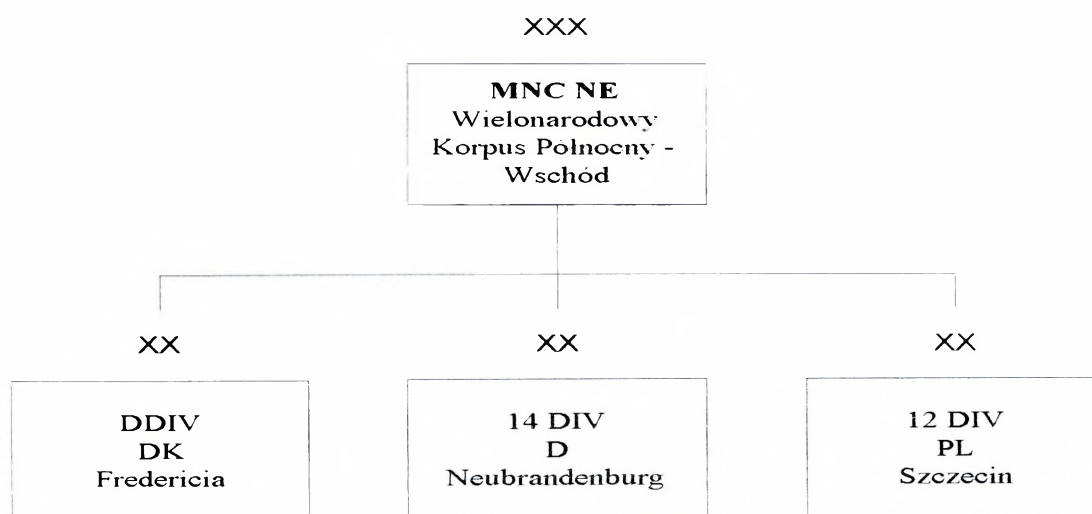 XXX
MNC NE
Wielonarodowy
Korpus Północny -
Wschód
XX
XX
XX
DDIV
DK
Fredericia
14 DIV
D
Neubrandenburg
12 DIV
PL
Szczecin